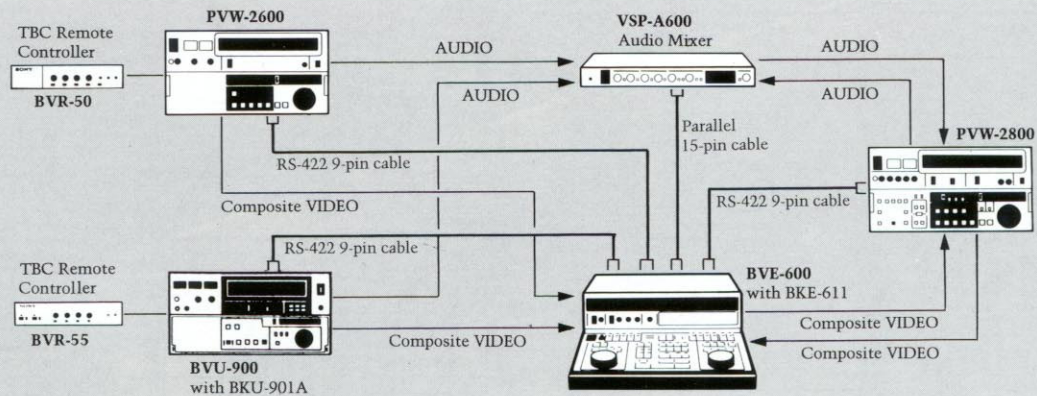 PVW-2600
TBC Remote
Controller
BVR-50
SONY
VSP-A600
Audio Mixer
AUDIO
AUDIO
AUDIO
AUDIO
PVW-2800
Parallel
15-pin cable
RS-422 9-pin cable
RS-422 9-pin cable
Composite VIDEO
RS-422 9-pin cable
TBC Remote
Controller
BVR-55
BVU-900
with BKU-901A
Composite VIDEO
BVE-600
with BKE-611
Composite VIDEO
Composite VIDEO